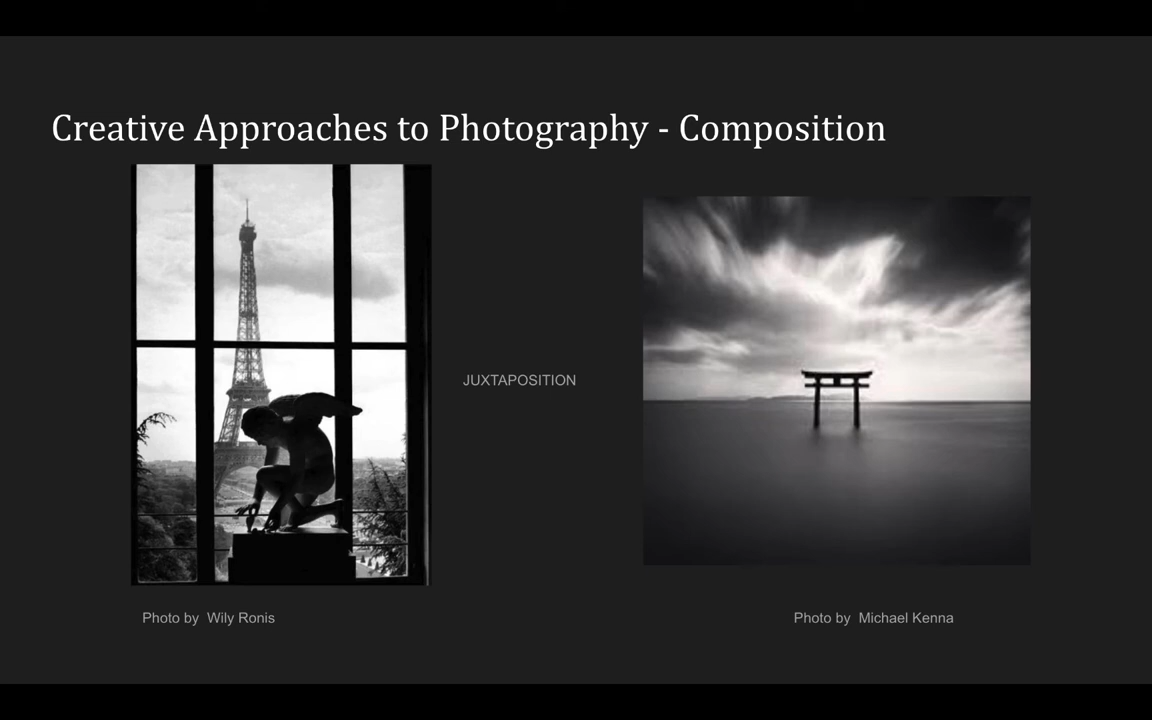 Creative Approaches to Photography - Composition
JUXTAPOSITION
Photo by  Wily Ronis
Photo by  Michael Kenna